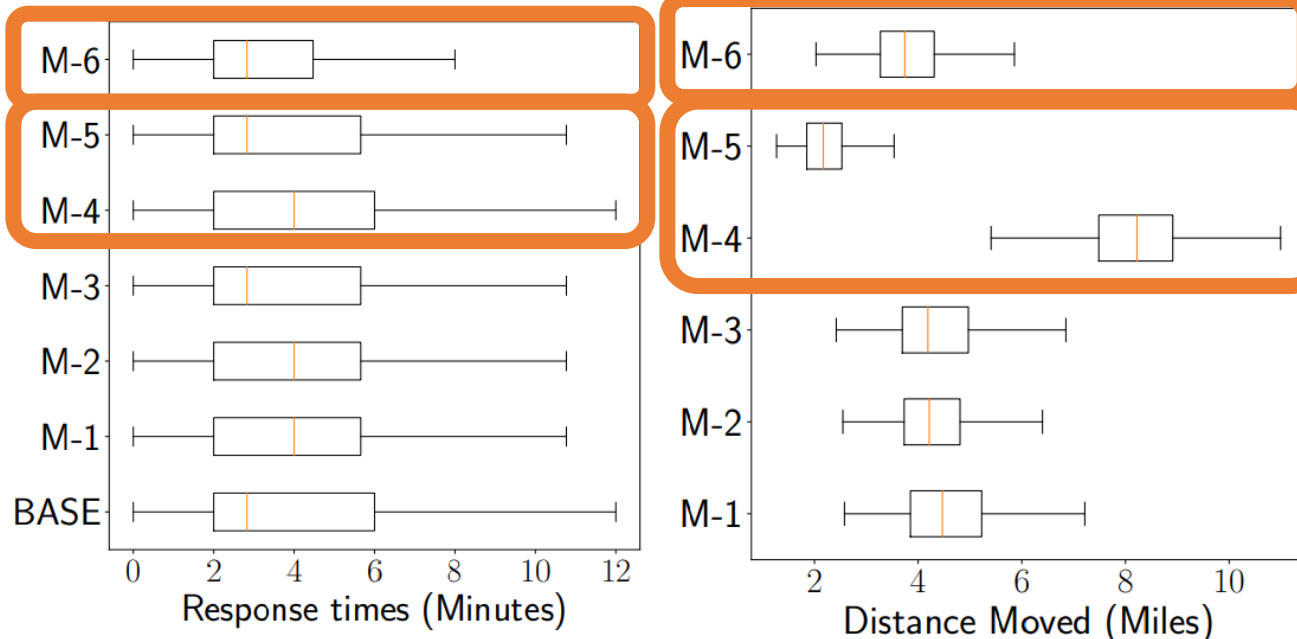 M-6
M-5
M-4
M-3
M-2
M-1
BASE
0 2 4 6 8 10 12
Response times (Minutes)
M-6
M-5
M-4
M-3
M-2
M-1
2 4 6 8 10
Distance Moved (Miles)